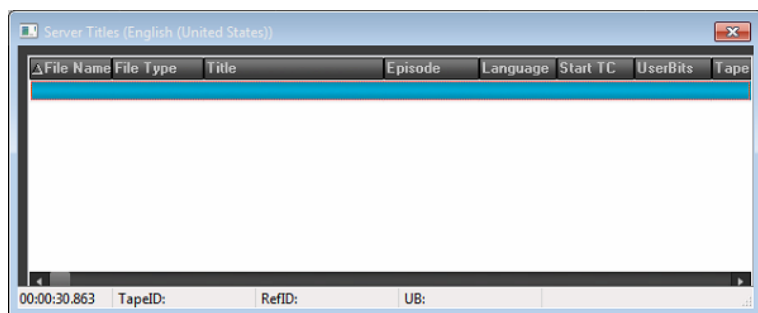 Server Titles (English (United States))
△File Name File Type Title Episode Language Start TC UserBits Tape
00:00:30.863 TapeID: RefID: UB: